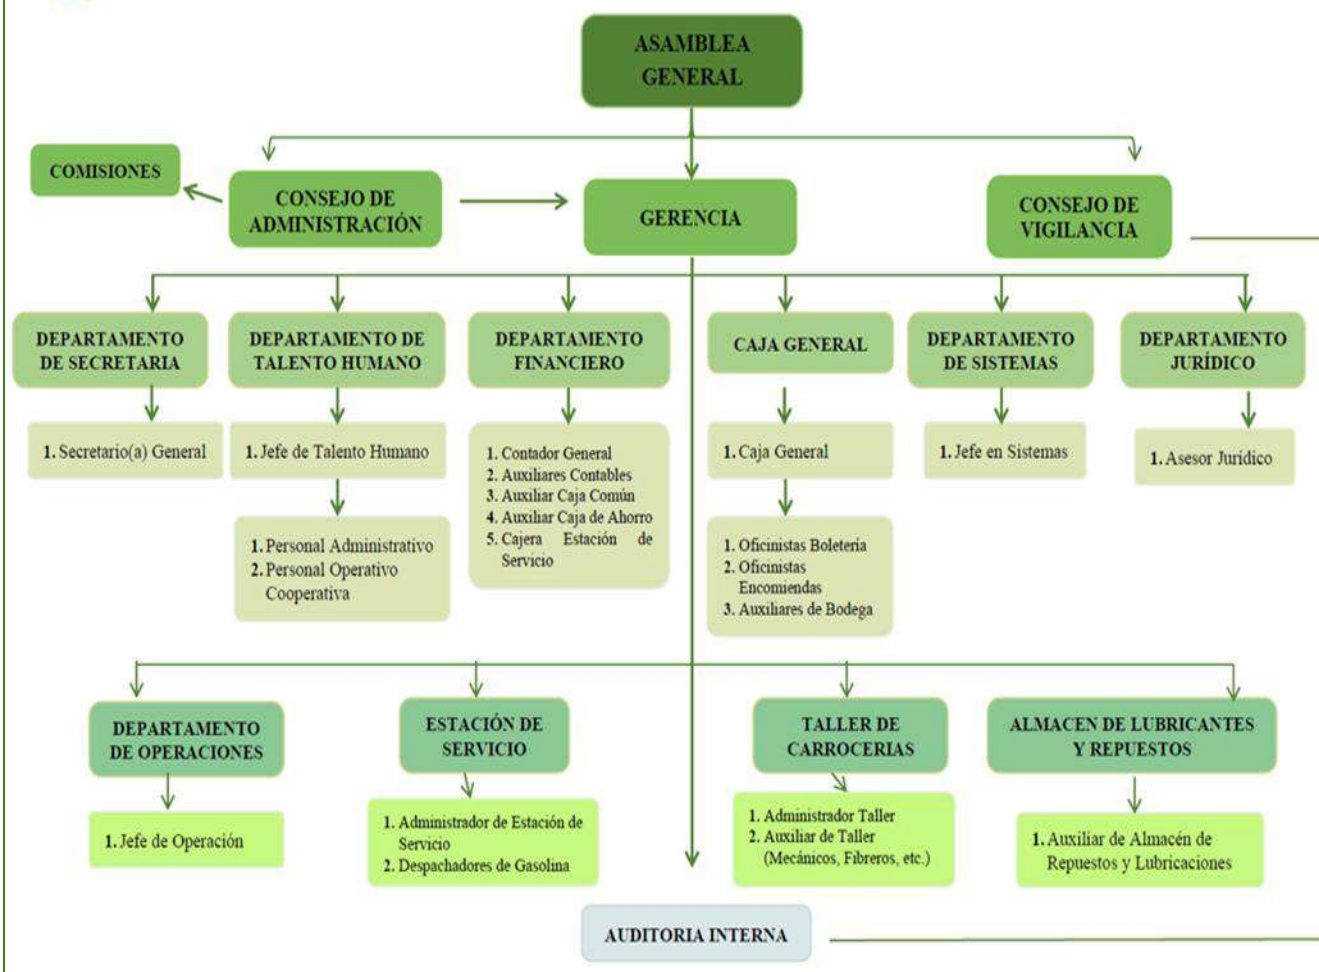 ASAMBLEA
GENERAL
COMISIONES
CONSEJO DE
ADMINISTRACIÓN
GERENCIA
CONSEJO DE
VIGILANCIA
DEPARTAMENTO
DE SECRETARIA
DEPARTAMENTO DE
TALENTO HUMANO
DEPARTAMENTO
FINANCIERO
CAJA GENERAL
DEPARTAMENTO
DE SISTEMAS
DEPARTAMENTO
JURÍDICO
1. Secretario(a) General
1. Jefe de Talento Humano
1. Contador General
2. Auxiliares Contables
3. Auxiliar Caja Común
4. Auxiliar Caja de Ahorro
5. Cajera Estación de
Servicio
1. Caja General
1. Jefe en Sistemas
1. Asesor Jurídico
1. Personal Administrativo
2. Personal Operativo
Cooperativa
1. Oficinistas Boletería
2. Oficinistas
Encomiendas
3. Auxiliares de Bodega
DEPARTAMENTO
DE OPERACIONES
ESTACIÓN DE
SERVICIO
TALLER DE
CARROCERIAS
ALMACEN DE LUBRICANTES
Y REPUESTOS
1. Jefe de Operación
1. Administrador de Estación de
Servicio
2. Despachadores de Gasolina
1. Administrador Taller
2. Auxiliar de Taller
(Mecánicos, Fibreros, etc.)
1. Auxiliar de Almacén de
Repuestos y Lubricaciones
AUDITORIA INTERNA